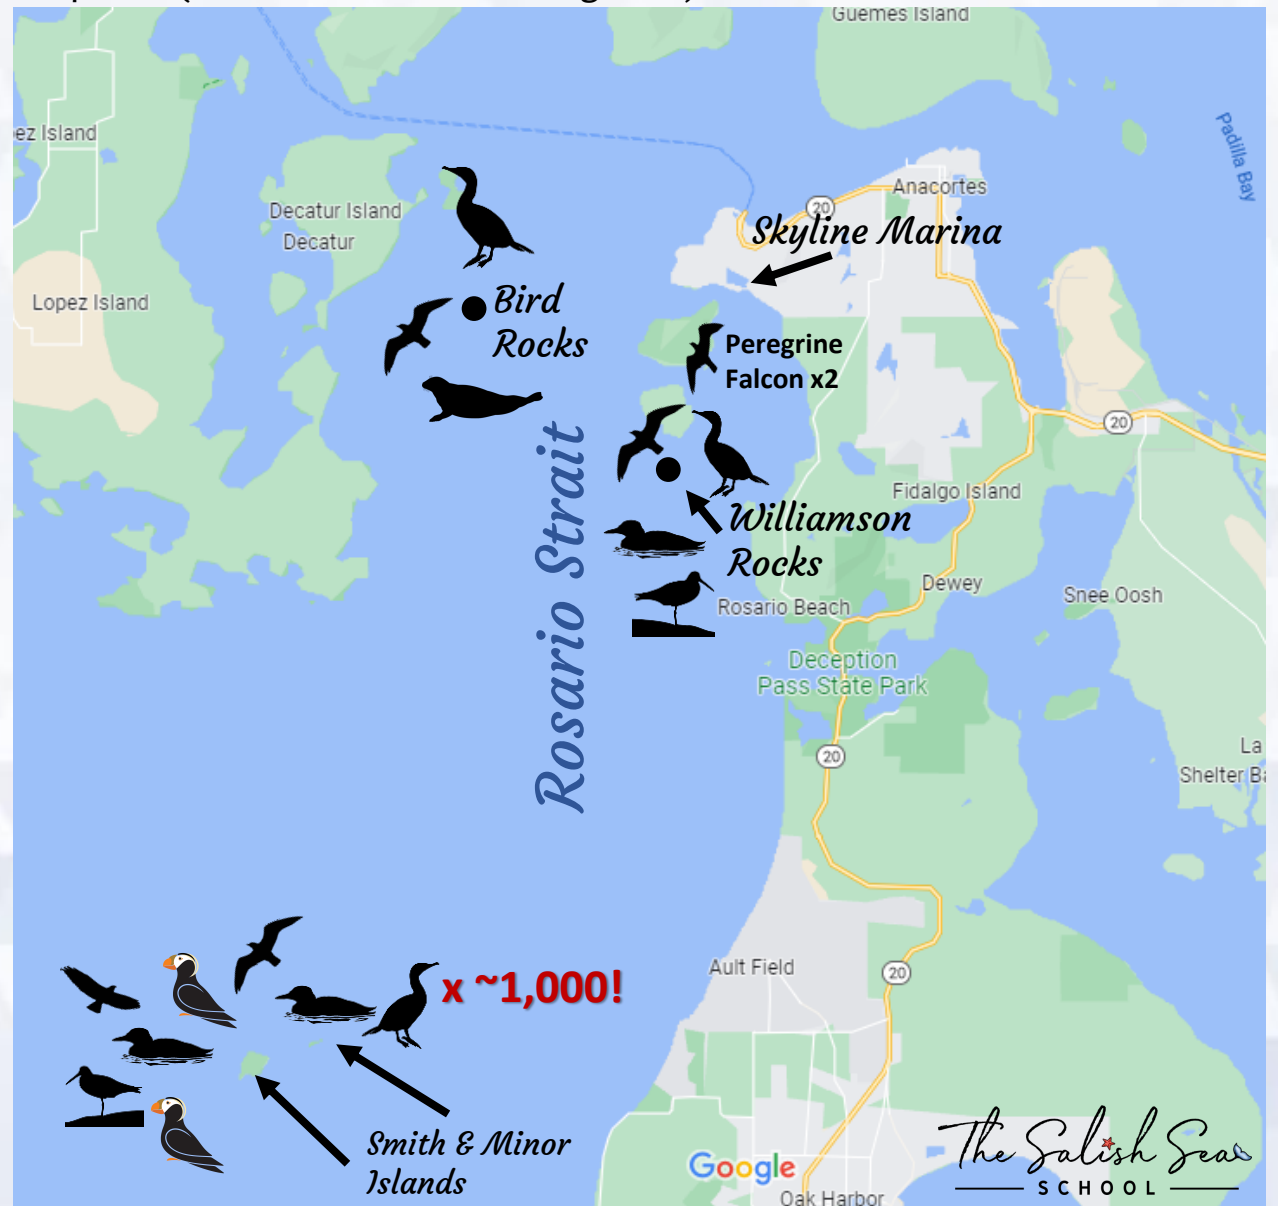 Guemes Island
ez Island
Padilla Bay
Anacortes
20
Decatur Island
Decatur
Skyline Marina
Lopez Island
Bird
Rocks
Peregrine
Falcon x2
20
Rosario Strait
Fidalgo Island
Williamson
Rocks
Dewey
Snee Oosh
Rosario Beach
Deception
Pass State Park
20
La
Shelter Ba
Ault Field
20
x ~1,000!
Smith & Minor
Islands
Google
The Salish Sea
SCHOOL
Oak Harbor